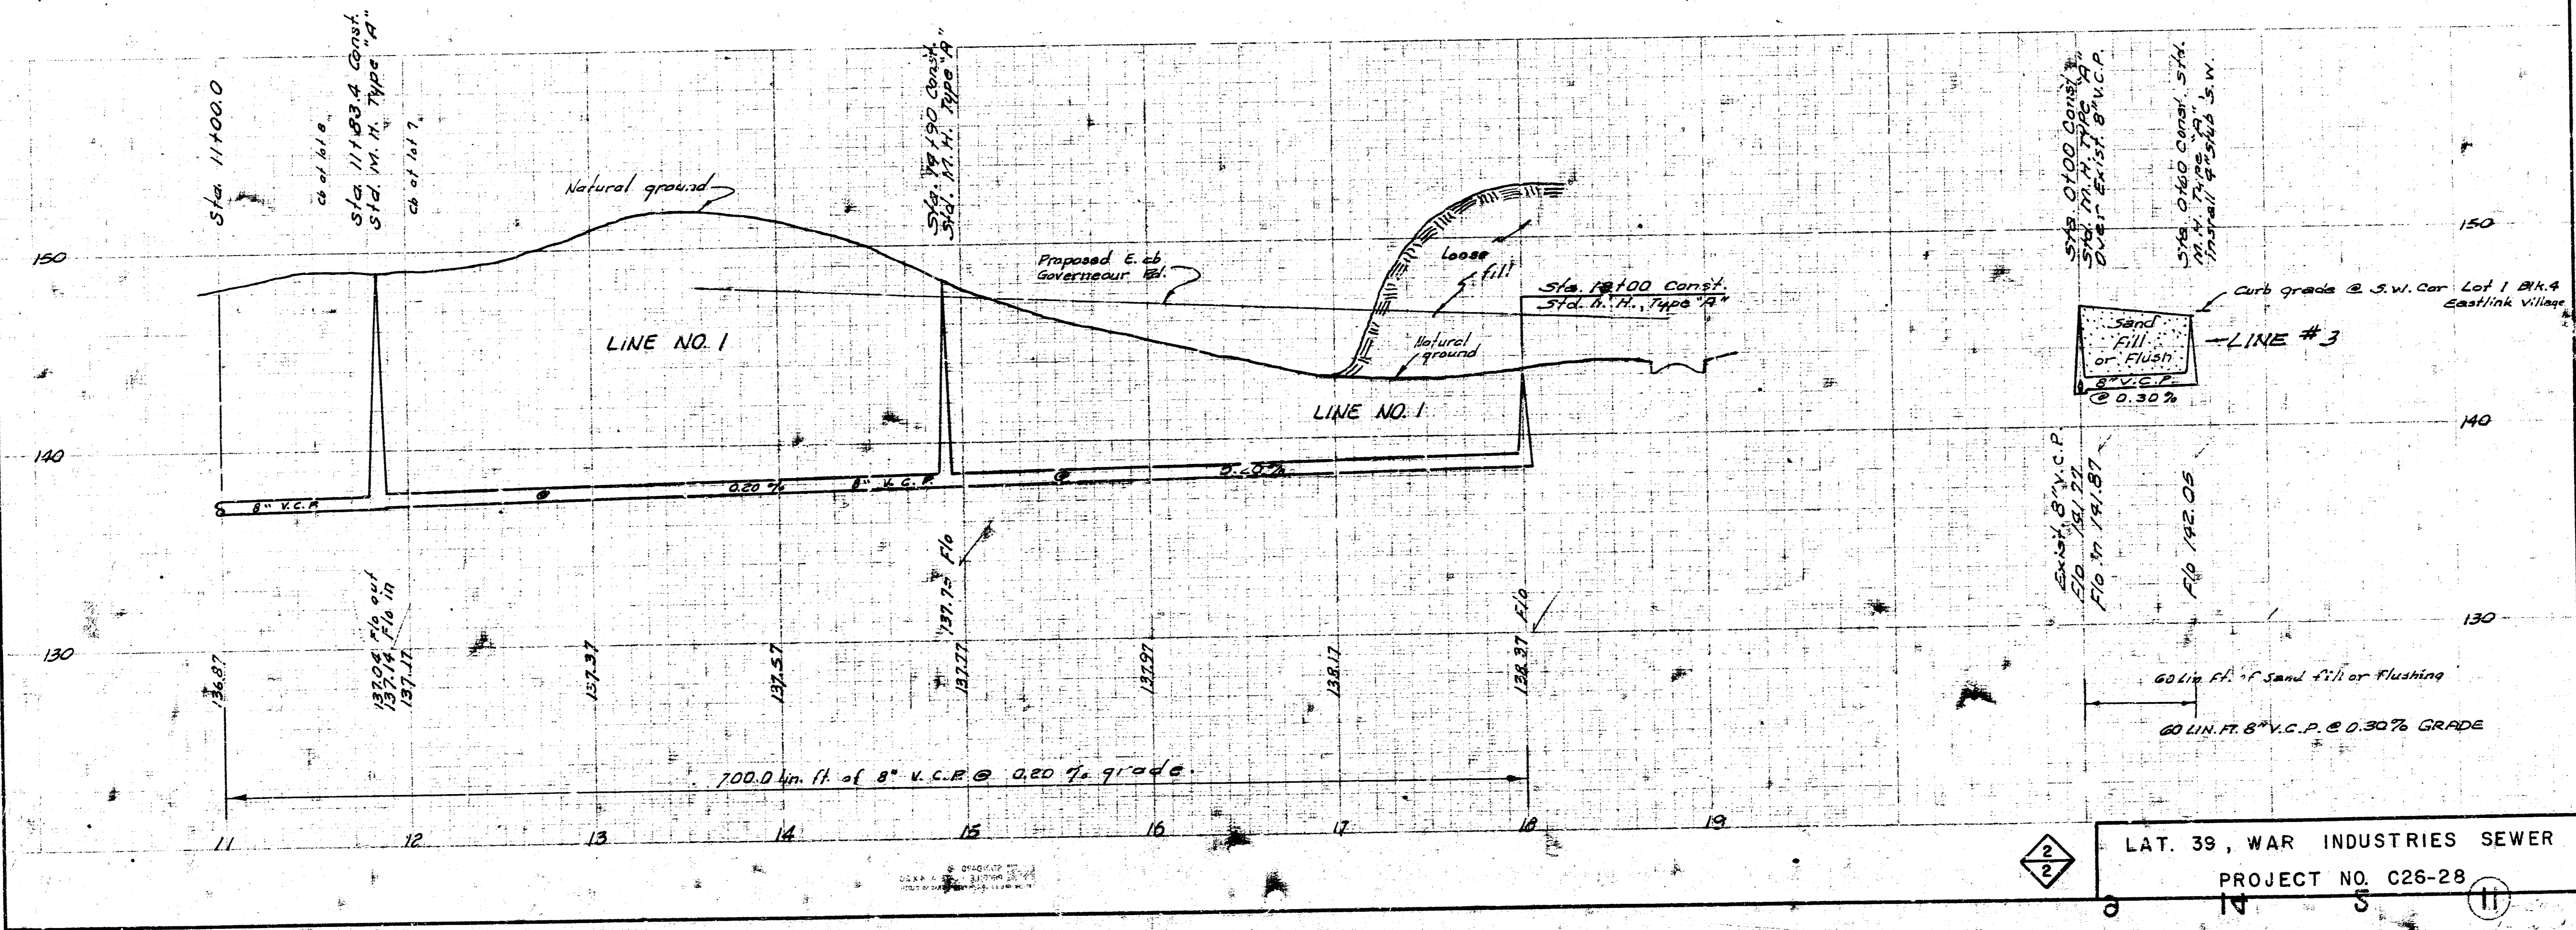 Sta. 11+00.0
cb at lot 8
Sta. 11+83.4 Const.
Std. M. H. Type "A"
cb at lot 7
Natural ground
Sta. 14+90 Const.
Std. M. H. Type "A"
Proposed E. cb
Governeour Rd.
loose
fill
Sta. 18+00 Const.
Std. M. H., Type "A"
Natural
ground
Sta 0+00 Const.
Std. M. H. TYPE "A"
Over Exist. 8" V.C.P.
Sta. 0+60 Const. Std.
M. H. Type "A",
install 4" stub S.W.
Curb grade @ S.W. Cor Lot 1 Blk. 4
Eastlink Village
Sand
Fill
or Flush
8" V.C.P.
@ 0.30%
LINE #3
150
150
140
140
130
130
LINE NO. 1
LINE NO. 1
8" V.C.P.
@ 0.20 % 8" V.C.P.
@ 0.20%
136.87
137.04 Flo out
137.14 Flo in
137.17
137.37
137.57
137.75 Flo
137.77
137.97
138.17
138.37 Flo
Exist. 8" V.C.P.
Flo 141.27
Flo in 141.87
Flo 142.05
60 Lin. Ft. of Sand fill or Flushing
60 LIN. FT. 8" V.C.P. @ 0.30% GRADE
700.0 Lin. ft. of 8" V.C.P. @ 0.20 % grade.
11 12 13 14 15 16 17 18 19
2
2
LAT. 39, WAR INDUSTRIES SEWER
PROJECT NO. C26-28
5
11